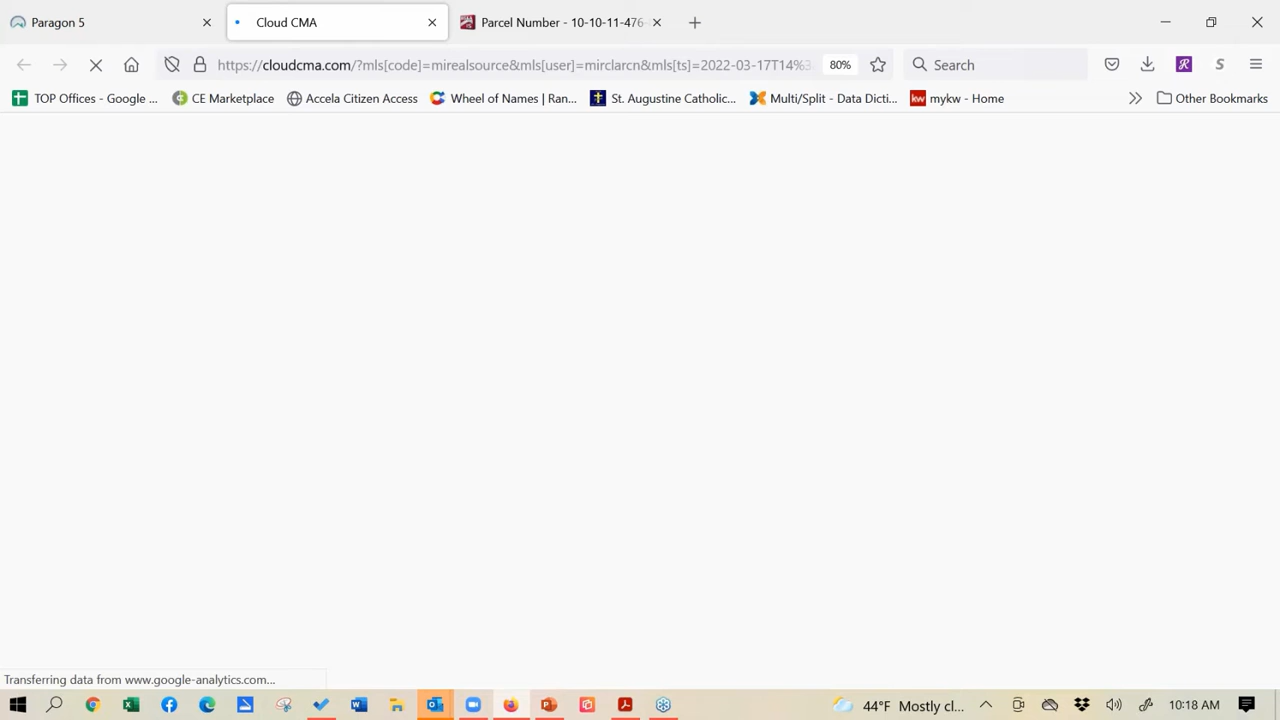 Paragon 5
Cloud CMA
Parcel Number - 10-10-11-476-
https://cloudcma.com/?mls[code]=mirealsource&mls[user]=mirclarcn&mls[ts]=2022-03-17T14%3
80%
Search
TOP Offices - Google ...
CE Marketplace
Accela Citizen Access
Wheel of Names | Ran...
St. Augustine Catholic...
Multi/Split - Data Dicti...
kw
mykw - Home
Other Bookmarks
Transferring data from www.google-analytics.com...
44°F Mostly cl...
10:18 AM